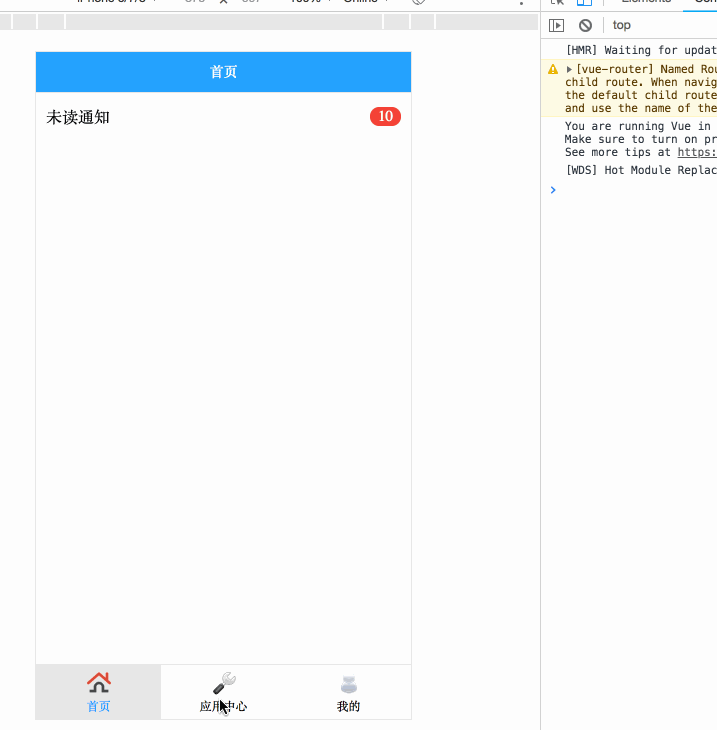 首页
未读通知
10
首页
应用中心
我的
top
[HMR] Waiting for updat
[vue-router] Named Rou
child route. When navig
the default child route
and use the name of the
You are running Vue in
Make sure to turn on pr
See more tips at https:
[WDS] Hot Module Replac